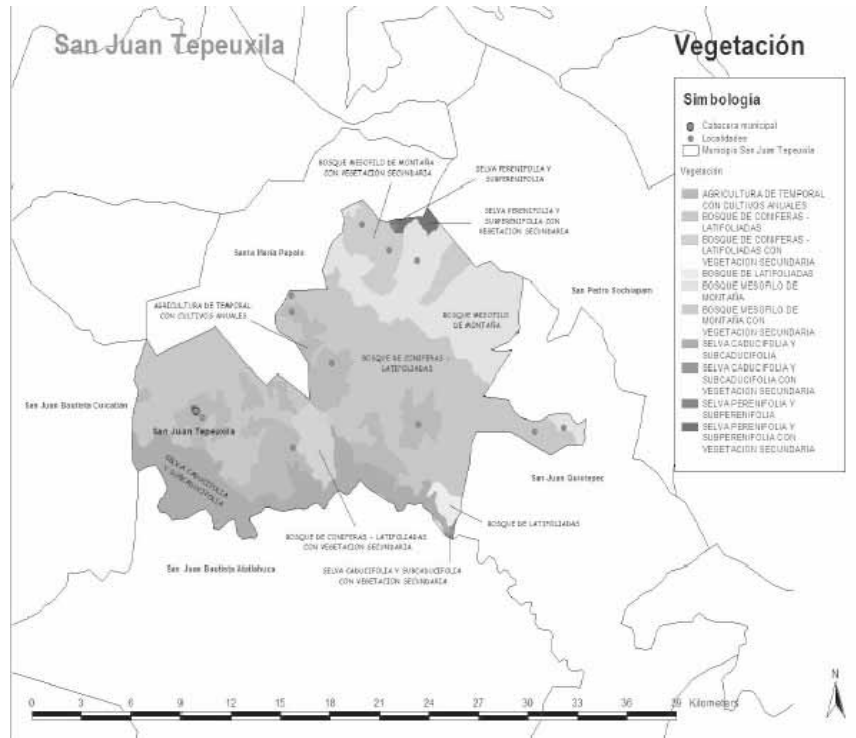 San Juan Tepeuxila
Vegetación
Simbología
Cabecera municipal
Localidades
Municipio San Juan Tepeuxila
Vegetación
AGRICULTURA DE TEMPORAL
CON CULTIVOS ANUALES
BOSQUE DE CONIFERAS -
LATIFOLIADAS
BOSQUE DE CONIFERAS -
LATIFOLIADAS CON
VEGETACION SECUNDARIA
BOSQUE DE LATIFOLIADAS
BOSQUE MESOFILO DE
MONTAÑA
BOSQUE MESOFILO DE
MONTAÑA CON
VEGETACION SECUNDARIA
SELVA CADUCIFOLIA Y
SUBCADUCIFOLIA
SELVA CADUCIFOLIA Y
SUBCADUCIFOLIA CON
VEGETACION SECUNDARIA
SELVA PERENIFOLIA Y
SUBPERENIFOLIA
SELVA PERENIFOLIA Y
SUBPERENIFOLIA CON
VEGETACION SECUNDARIA
BOSQUE MESOFILO DE MONTAÑA
CON VEGETACION SECUNDARIA
SELVA PERENIFOLIA Y
SUBPERENIFOLIA
SELVA PERENIFOLIA Y
SUBPERENIFOLIA CON
VEGETACION SECUNDARIA
Santa María Papalo
San Pedro Sochiapam
AGRICULTURA DE TEMPORAL
CON CULTIVOS ANUALES
BOSQUE MESOFILO
DE MONTAÑA
BOSQUE DE CONIFERAS -
LATIFOLIADAS
San Juan Bautista Cuicatlán
San Juan Tepeuxila
SELVA CADUCIFOLIA
Y SUBCADUCIFOLIA
San Juan Quiotepec
BOSQUE DE LATIFOLIADAS
BOSQUE DE CONIFERAS - LATIFOLIADAS
CON VEGETACION SECUNDARIA
San Juan Bautista Atatlahuca
SELVA CADUCIFOLIA Y SUBCADUCIFOLIA
CON VEGETACION SECUNDARIA
N
0 3 6 9 12 15 18 21 24 27 30 33 36 39 Kilometers